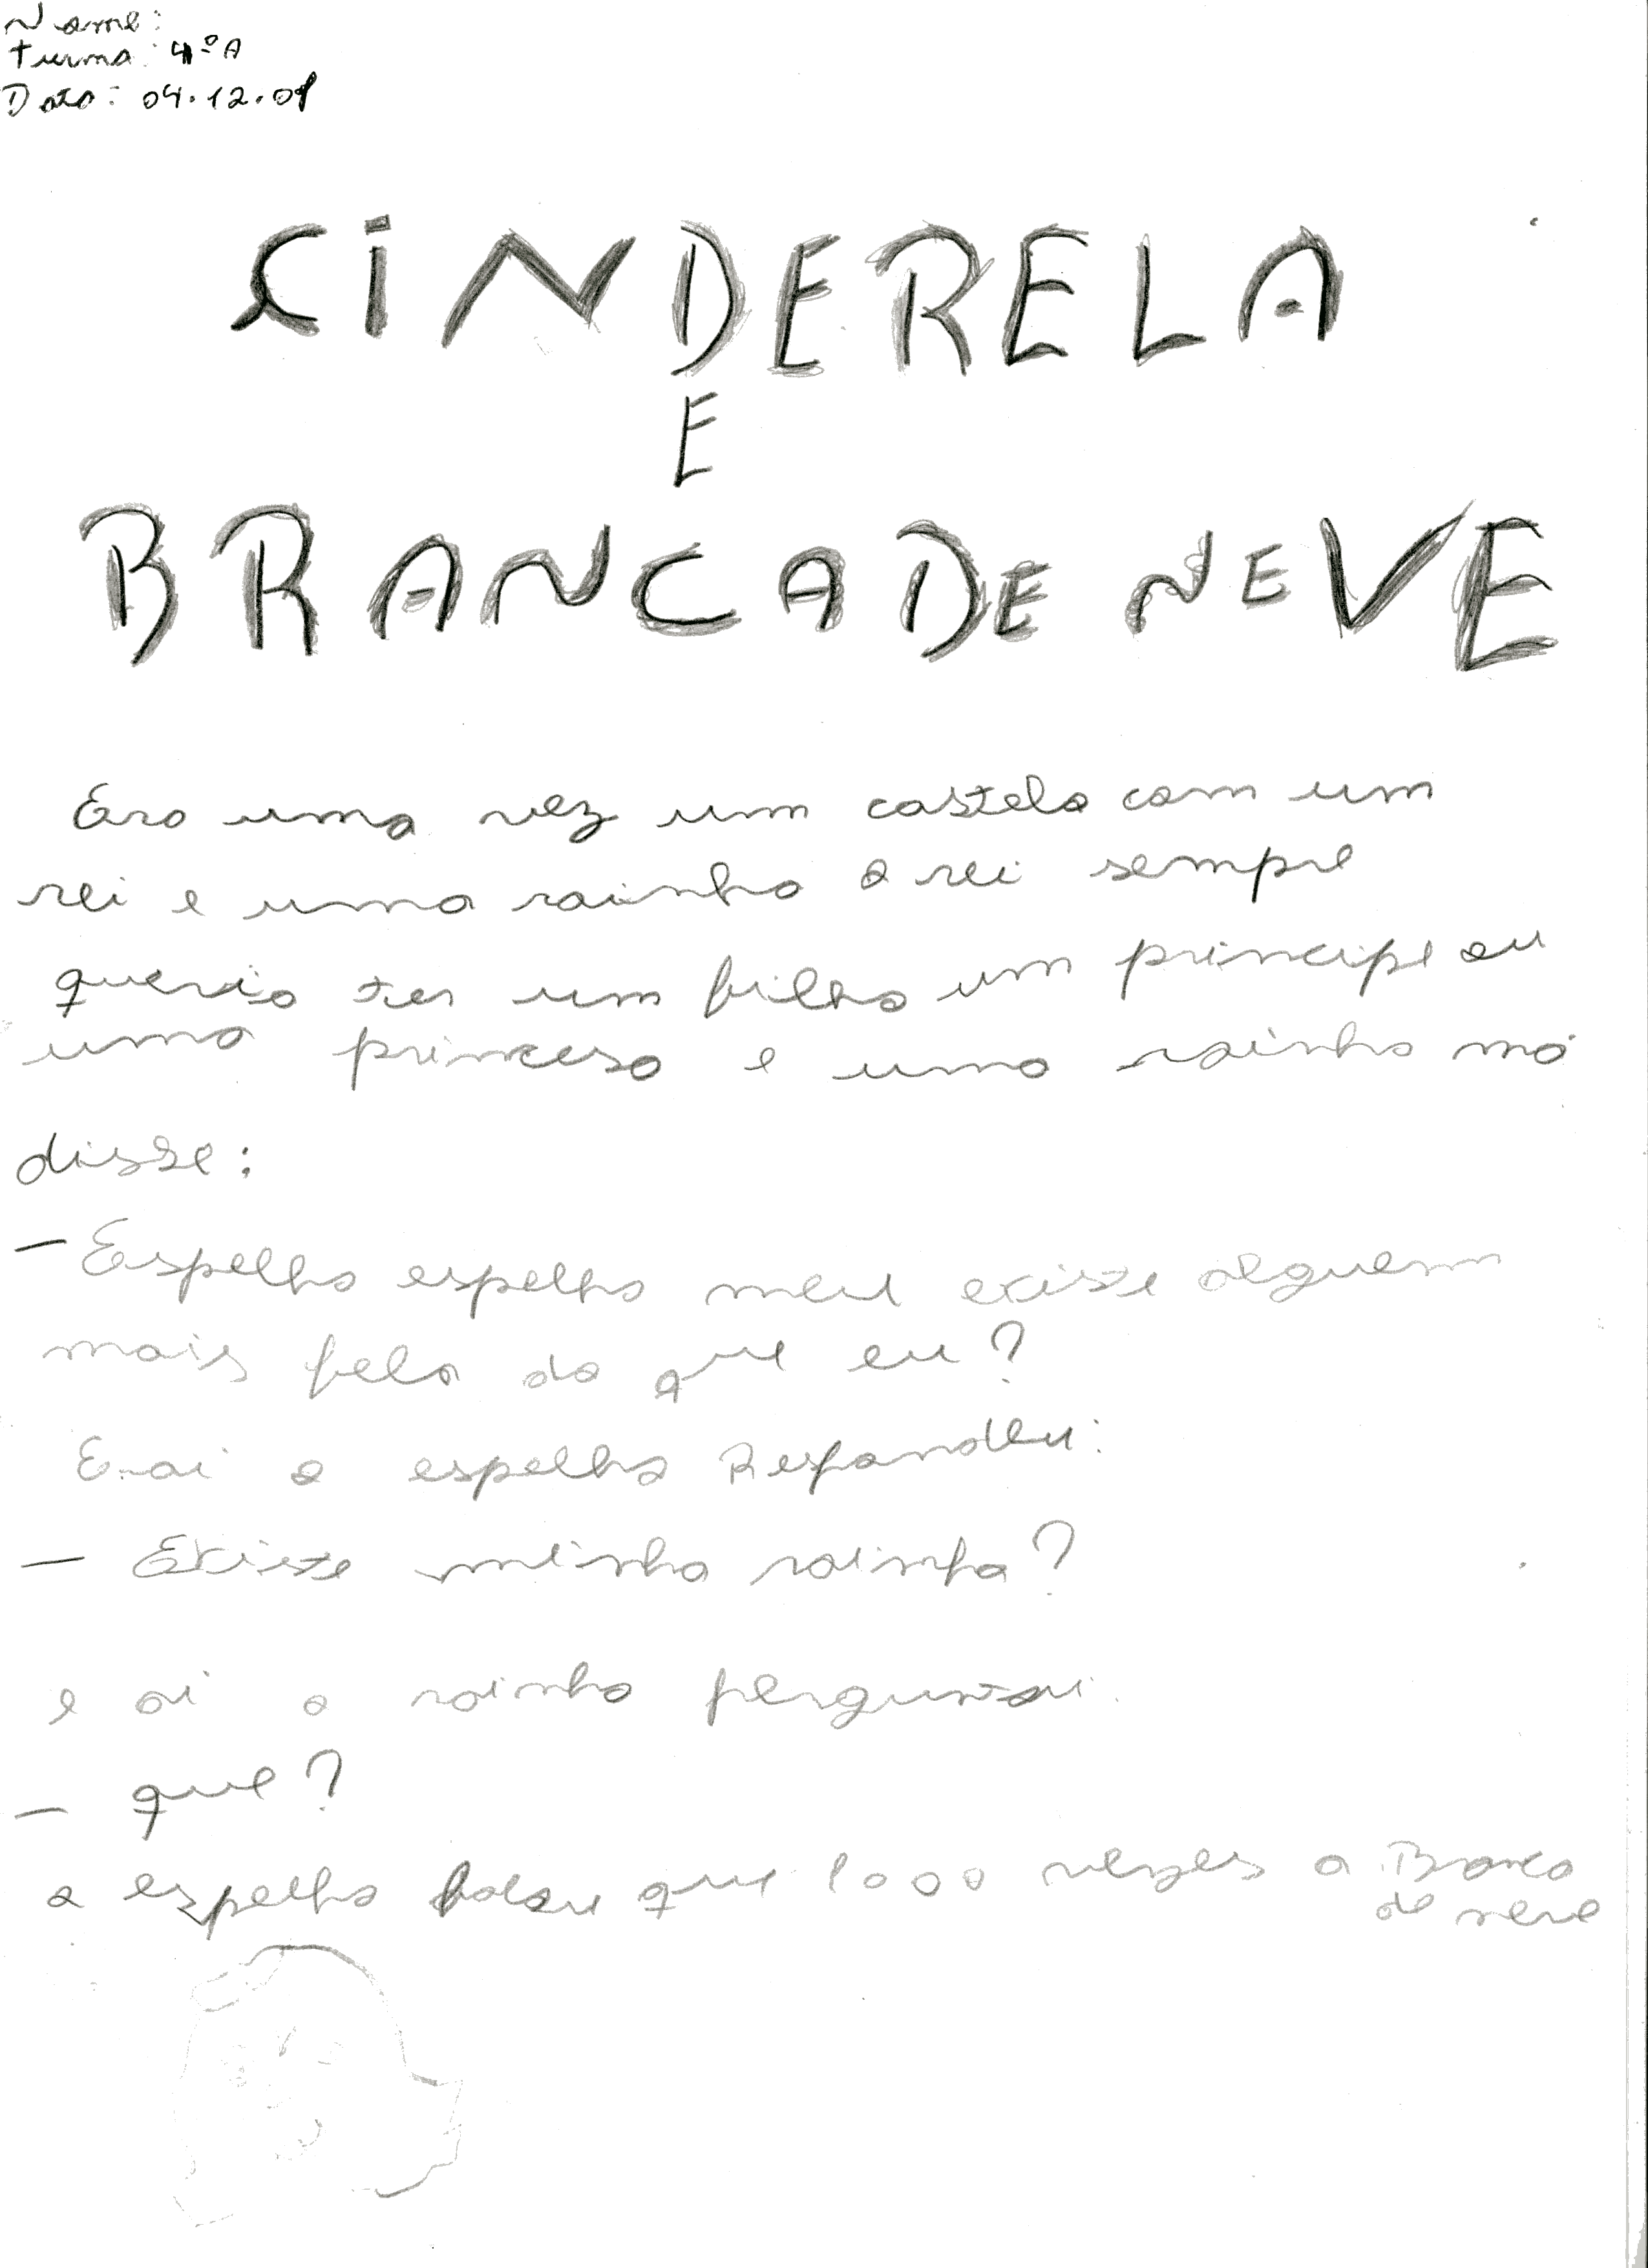 Nome:
Turma: 4ºA
Data: 04.12.09
CINDERELA
E
BRANCA DE NEVE
Era uma vez um castelo com um
rei e uma rainha o rei sempre
queria ter um filho um principe ou
uma princesa e uma rainha má
disse:
— Espelho espelho meu existe alguem
mais bela do que eu?
E ai o espelho Respondeu:
— Existe minha rainha?
e ai a rainha perguntou.
— que?
o espelho falou que 1000 vezes a Branca
de neve